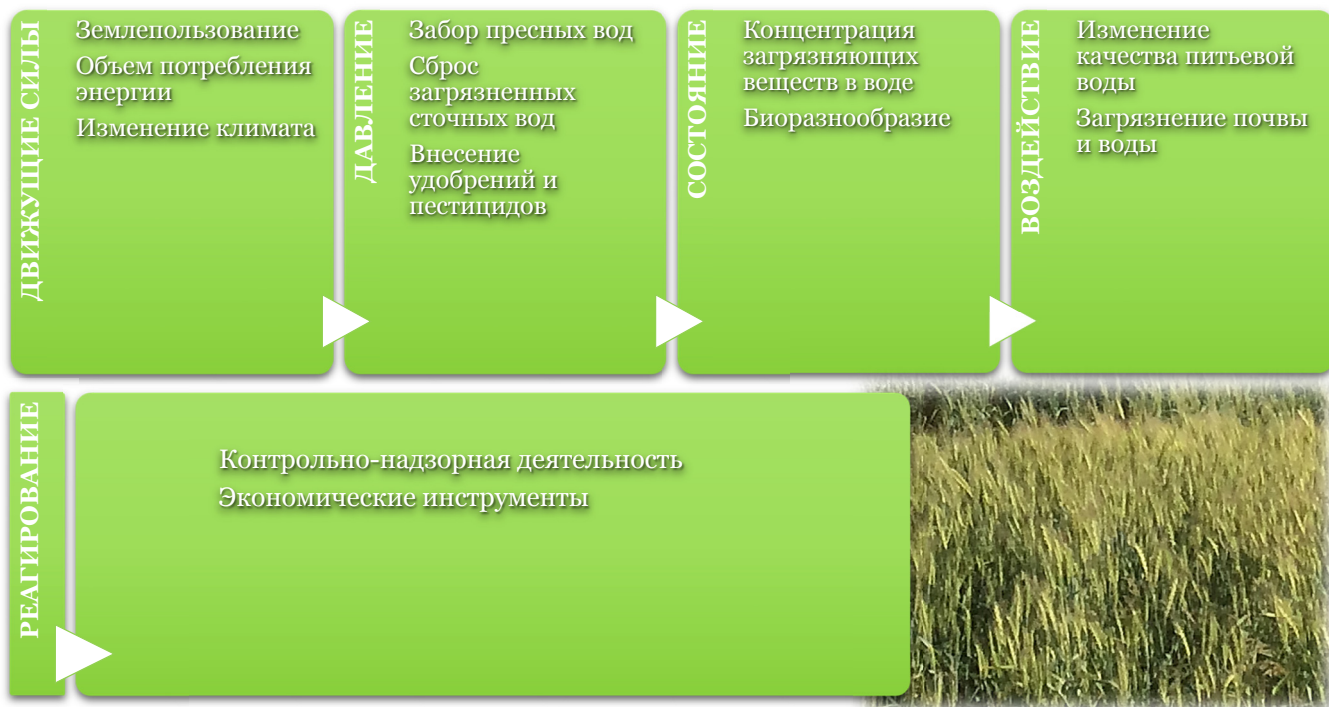 ДВИЖУЩИЕ СИЛЫ
Землепользование
Объем потребления
энергии
Изменение климата
ДАВЛЕНИЕ
Забор пресных вод
Сброс
загрязненных
сточных вод
Внесение
удобрений и
пестицидов
СОСТОЯНИЕ
Концентрация
загрязняющих
веществ в воде
Биоразнообразие
ВОЗДЕЙСТВИЕ
Изменение
качества питьевой
воды
Загрязнение почвы
и воды
РЕАГИРОВАНИЕ
Контрольно-надзорная деятельность
Экономические инструменты